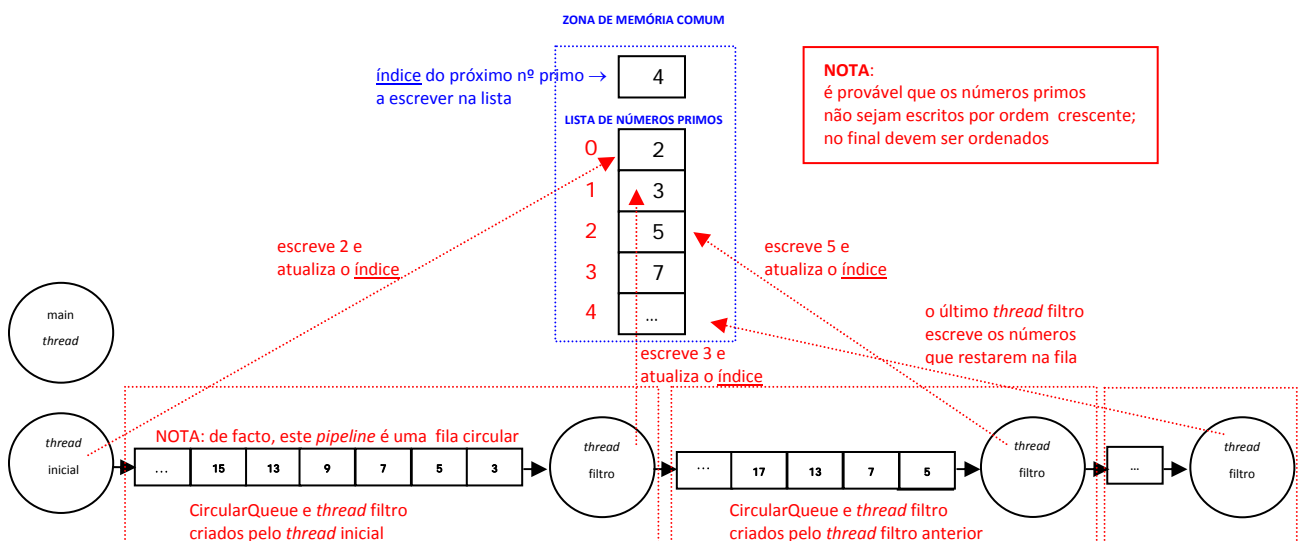 ZONA DE MEMÓRIA COMUM
índice do próximo nº primo →
a escrever na lista
4
NOTA:
é provável que os números primos
não sejam escritos por ordem crescente;
no final devem ser ordenados
LISTA DE NÚMEROS PRIMOS
0 2
1 3
2 5
3 7
4 ...
escreve 2 e
atualiza o índice
escreve 5 e
atualiza o índice
main
thread
o último thread filtro
escreve os números
que restarem na fila
escreve 3 e
atualiza o índice
thread
inicial
NOTA: de facto, este pipeline é uma fila circular
... 15 13 9 7 5 3
thread
filtro
... 17 13 7 5
thread
filtro
...
thread
filtro
CircularQueue e thread filtro
criados pelo thread inicial
CircularQueue e thread filtro
criados pelo thread filtro anterior